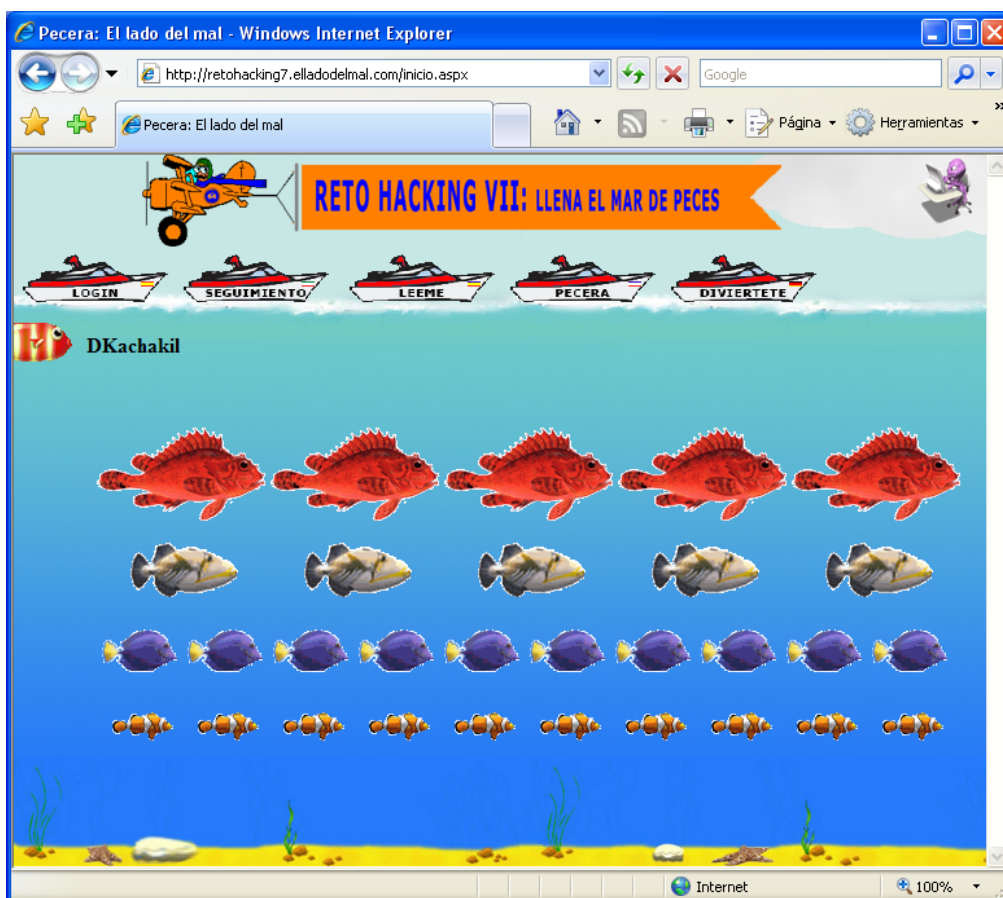 Pecera: El lado del mal - Windows Internet Explorer
http://retohacking7.elladodelmal.com/inicio.aspx
Google
Pecera: El lado del mal
Página
Herramientas
RETO HACKING VII: LLENA EL MAR DE PECES
LOGIN
SEGUIMIENTO
LEEME
PECERA
DIVIERTETE
DKachakil
Internet
100%